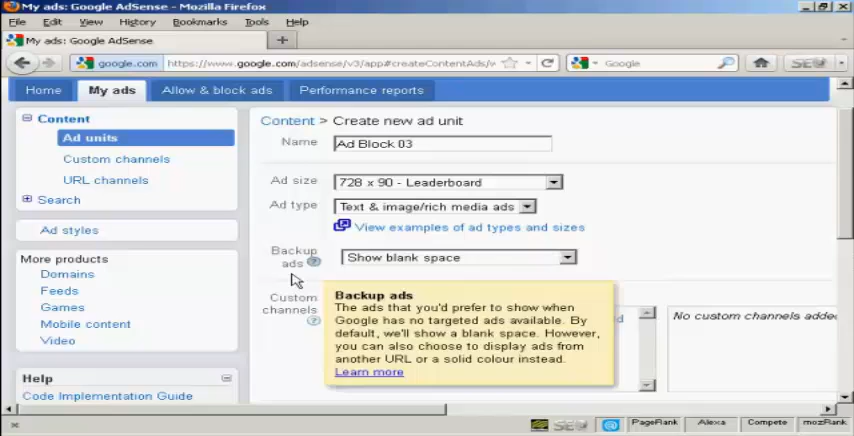 My ads: Google AdSense - Mozilla Firefox
File Edit View History Bookmarks Tools Help
My ads: Google AdSense
google.com https://www.google.com/adsense/v3/app#createContentAds/v Google
Home My ads Allow & block ads Performance reports
Content
Ad units
Custom channels
URL channels
Search
Ad styles
More products
Domains
Feeds
Games
Mobile content
Video
Help
Code Implementation Guide
Content > Create new ad unit
Name Ad Block 03
Ad size 728 x 90 - Leaderboard
Ad type Text & image/rich media ads
View examples of ad types and sizes
Backup
ads ? Show blank space
Custom
channels
?
Backup ads
The ads that you'd prefer to show when
Google has no targeted ads available. By
default, we'll show a blank space. However,
you can also choose to display ads from
another URL or a solid colour instead.
Learn more
No custom channels added
PageRank Alexa Compete mozRank